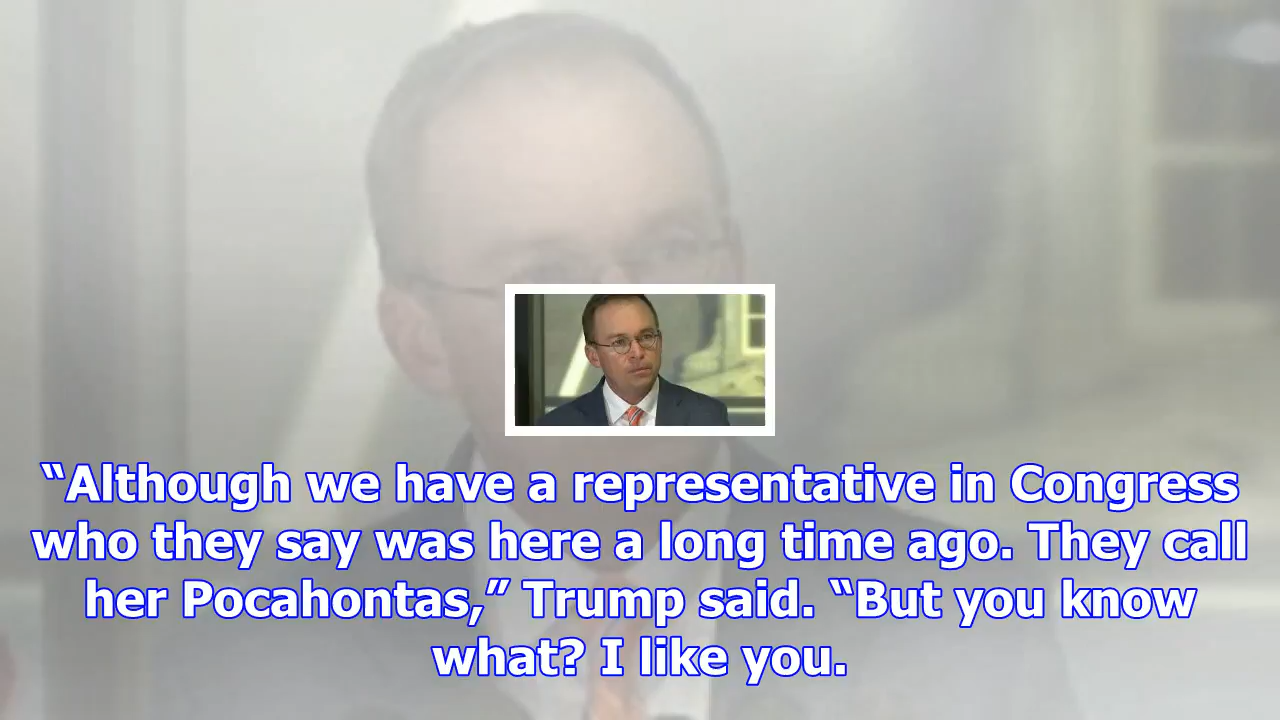 “Although we have a representative in Congress
who they say was here a long time ago. They call
her Pocahontas,” Trump said. “But you know
what? I like you.